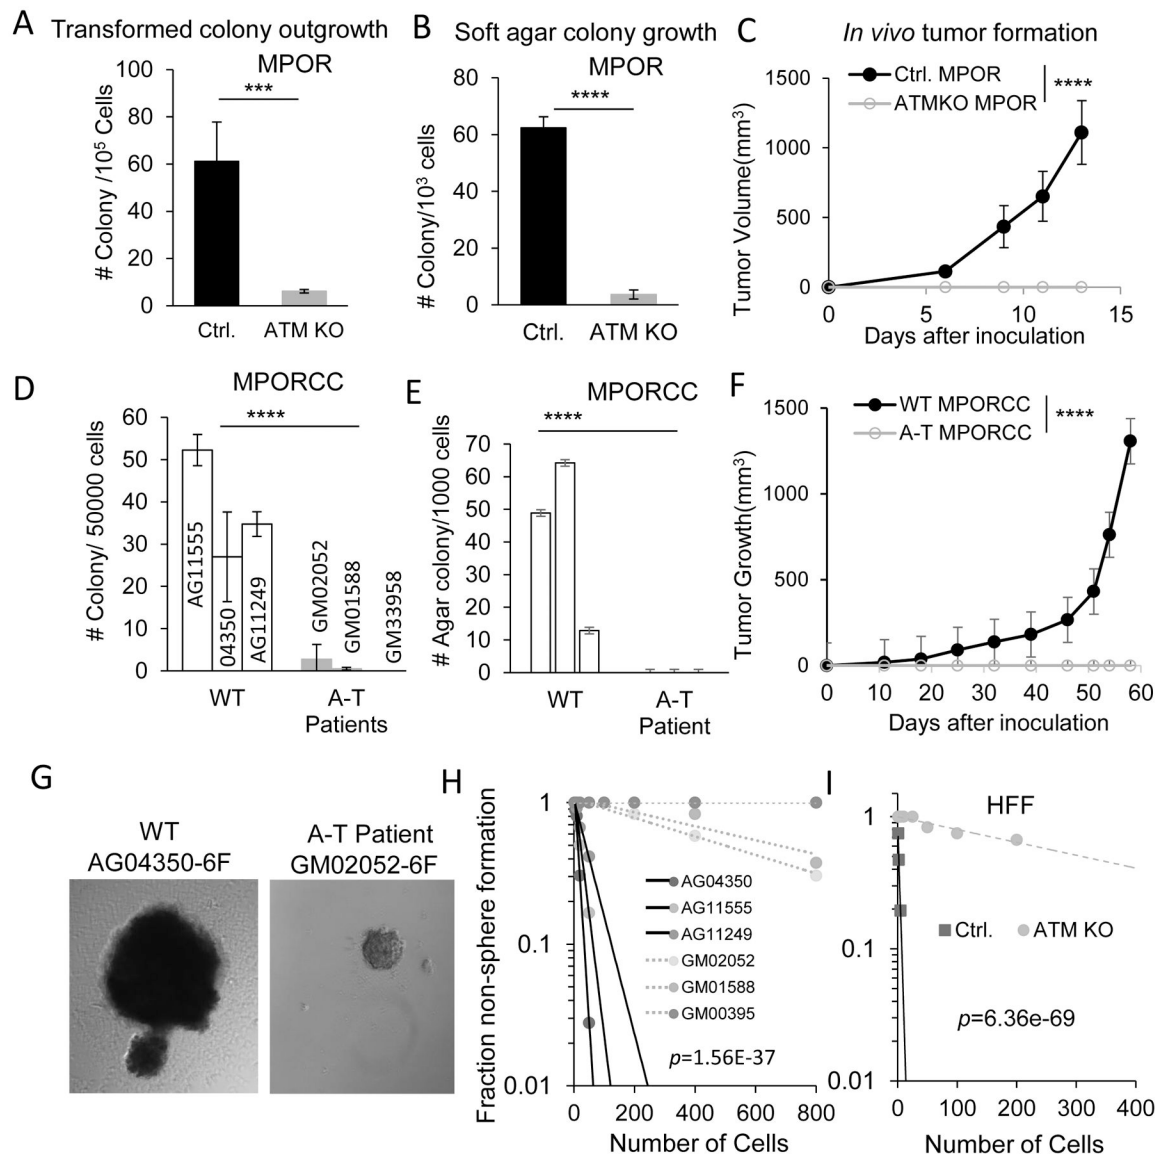 A
Transformed colony outgrowth
MPOR
***
# Colony /10⁵ Cells
100
80
60
40
20
0
Ctrl.
ATM KO
B
Soft agar colony growth
MPOR
****
# Colony/10³ cells
80
60
40
20
0
Ctrl.
ATM KO
C
In vivo tumor formation
Ctrl. MPOR
ATMKO MPOR
****
Tumor Volume(mm³)
1500
1000
500
0
0
5
10
15
Days after inoculation
D
MPORCC
****
# Colony/ 50000 cells
60
50
40
30
20
10
0
AG11555
04350
AG11249
GM02052
GM01588
GM33958
WT
A-T
Patients
E
MPORCC
****
# Agar colony/1000 cells
70
60
50
40
30
20
10
0
WT
A-T
Patient
F
WT MPORCC
A-T MPORCC
****
Tumor Growth(mm³)
1500
1000
500
0
0
10
20
30
40
50
60
Days after inoculation
G
WT
AG04350-6F
A-T Patient
GM02052-6F
H
Fraction non-sphere formation
1
0.1
0.01
AG04350
AG11555
AG11249
GM02052
GM01588
GM00395
p=1.56E-37
0
200
400
600
800
Number of Cells
I
HFF
1
0.1
0.01
Ctrl.
ATM KO
p=6.36e-69
0
100
200
300
400
Number of Cells